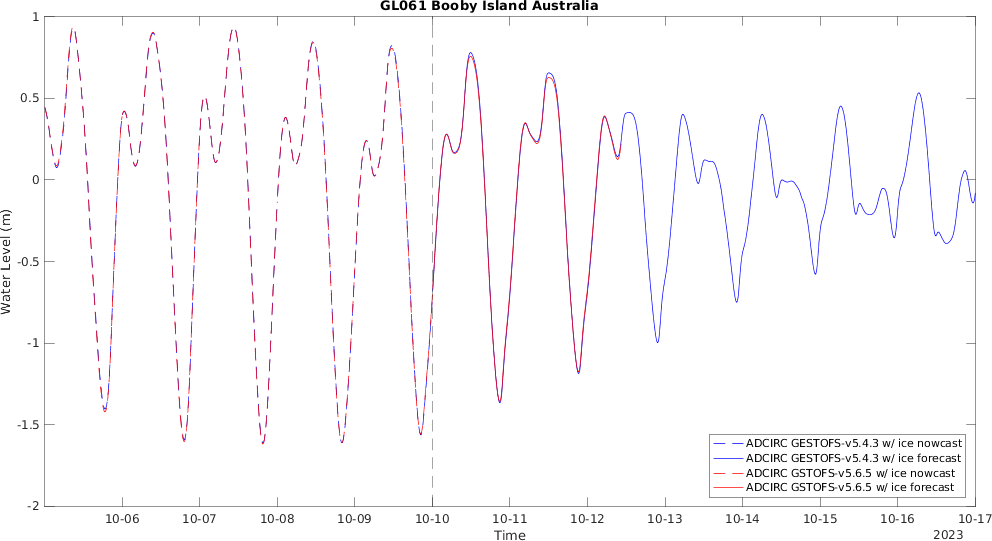 GL061 Booby Island Australia
1
0.5
0
-0.5
-1
-1.5
-2
Water Level (m)
10-06
10-07
10-08
10-09
10-10
10-11
10-12
10-13
10-14
10-15
10-16
10-17
Time
2023
ADCIRC GESTOFS-v5.4.3 w/ ice nowcast
ADCIRC GESTOFS-v5.4.3 w/ ice forecast
ADCIRC GSTOFS-v5.6.5 w/ ice nowcast
ADCIRC GSTOFS-v5.6.5 w/ ice forecast